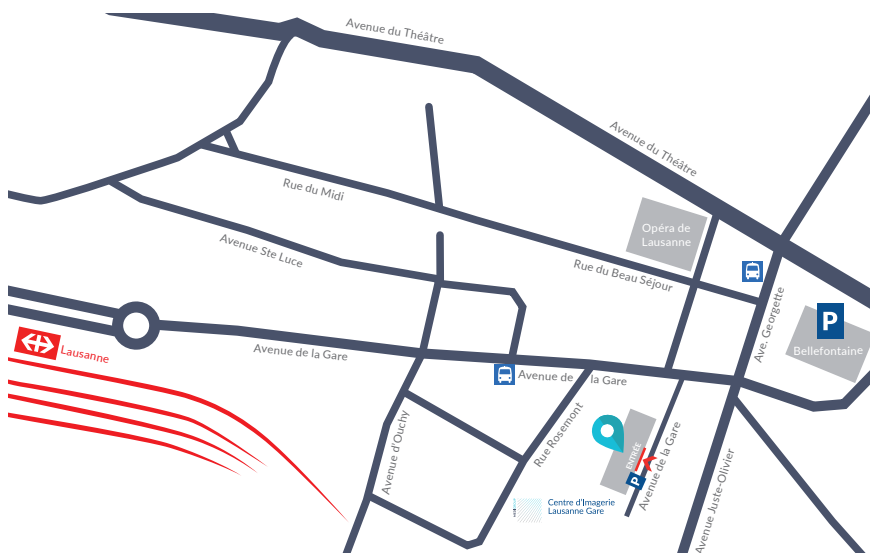 Avenue du Théâtre
Avenue du Théâtre
Rue du Midi
Opéra de
Lausanne
Avenue Ste Luce
Rue du Beau Séjour
Ave. Georgette
P
Bellefontaine
Lausanne
Avenue de la Gare
Avenue de la Gare
Avenue d'Ouchy
Rue Rosemont
ENTRÉE
P
Avenue de la Gare
Avenue Juste-Olivier
Centre d'Imagerie
Lausanne Gare